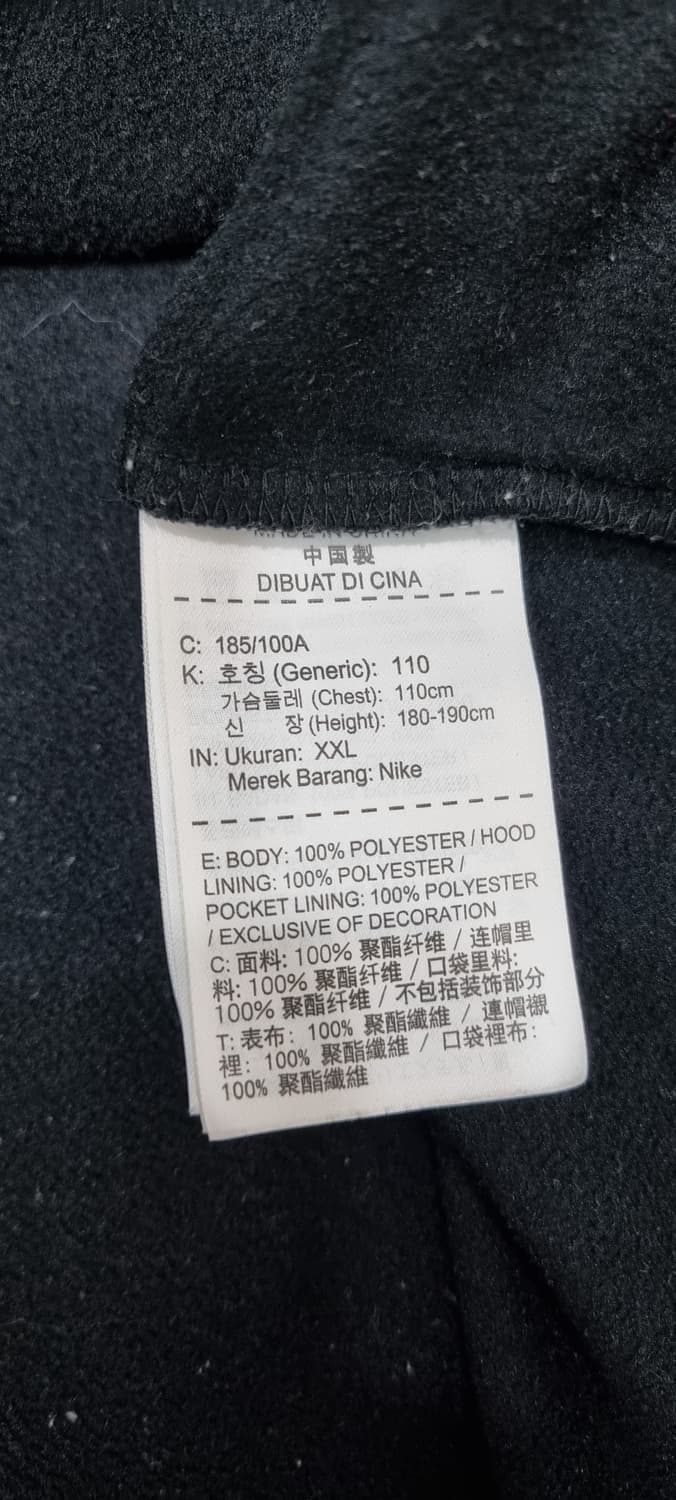 中国製
DIBUAT DI CINA
C: 185/100A
K: 호칭 (Generic): 110
가슴둘레 (Chest): 110cm
신 장 (Height): 180-190cm
IN: Ukuran: XXL
Merek Barang: Nike
E: BODY: 100% POLYESTER / HOOD
LINING: 100% POLYESTER /
POCKET LINING: 100% POLYESTER
/ EXCLUSIVE OF DECORATION
C: 面料: 100% 聚酯纤维 / 连帽里
料: 100% 聚酯纤维 / 口袋里料:
100% 聚酯纤维 / 不包括装饰部分
T: 表布: 100% 聚酯纖維 / 連帽襯
裡: 100% 聚酯纖維 / 口袋裡布:
100% 聚酯纖維